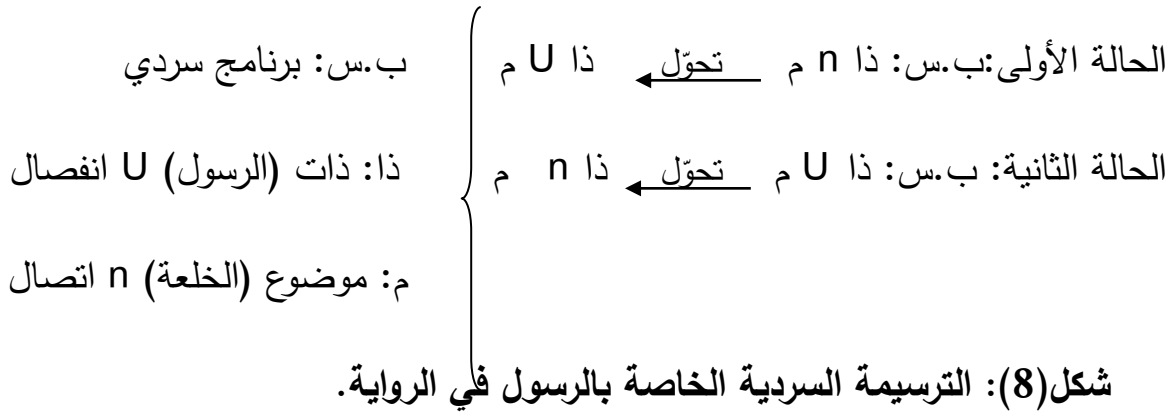 الحالة الأولى:ب.س: ذا n م تحوّل ذا U م ب.س: برنامج سردي
الحالة الثانية: ب.س: ذا U م تحوّل ذا n م ذا: ذات (الرسول) U انفصال
م: موضوع (الخلعة) n اتصال
شكل(8): الترسيمة السردية الخاصة بالرسول في الرواية.